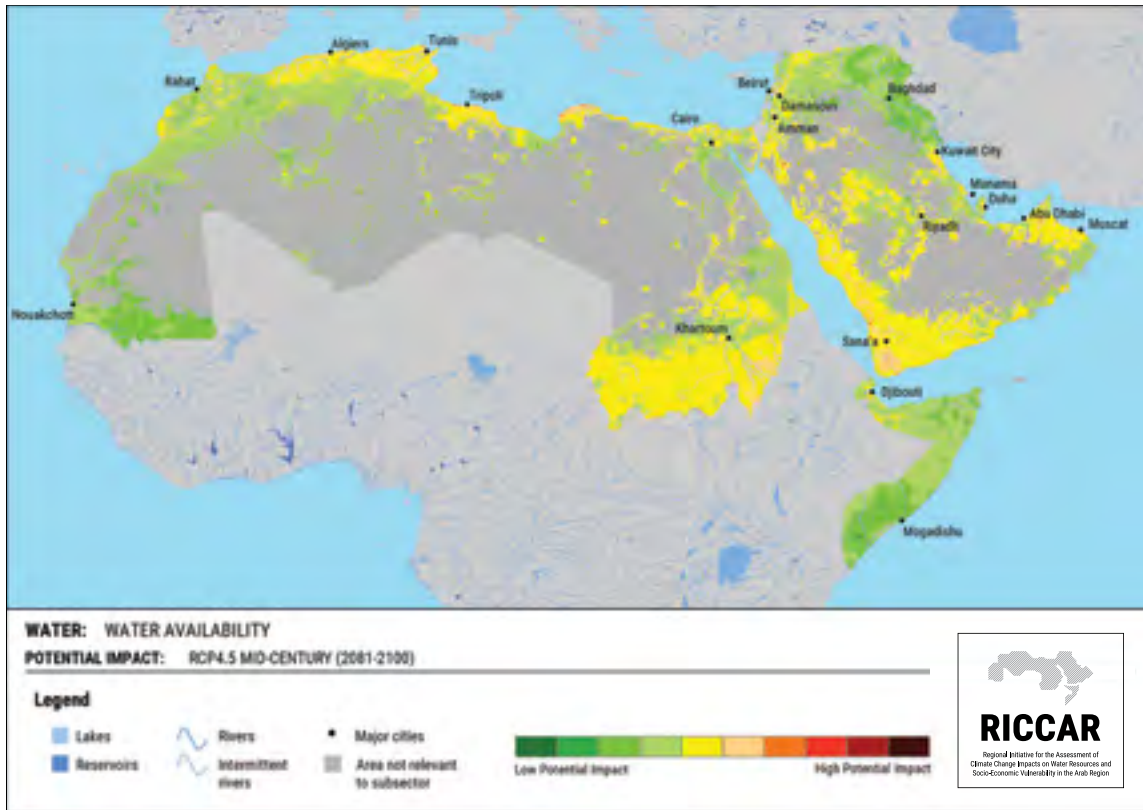 Algiers
Tunis
Rabat
Tripoli
Beirut
Baghdad
Damascus
Cairo
Amman
Kuwait City
Manama
Doha
Abu Dhabi
Riyadh
Muscat
Nouakchott
Khartoum
Sana'a
Djibouti
Mogadishu
WATER: WATER AVAILABILITY
POTENTIAL IMPACT: RCP4.5 MID-CENTURY (2081-2100)
Legend
Lakes
Rivers
Major cities
Reservoirs
Intermittent
rivers
Area not relevant
to subsector
Low Potential Impact
High Potential Impact
RICCAR
Regional Initiative for the Assessment of
Climate Change Impacts on Water Resources and
Socio-Economic Vulnerability in the Arab Region